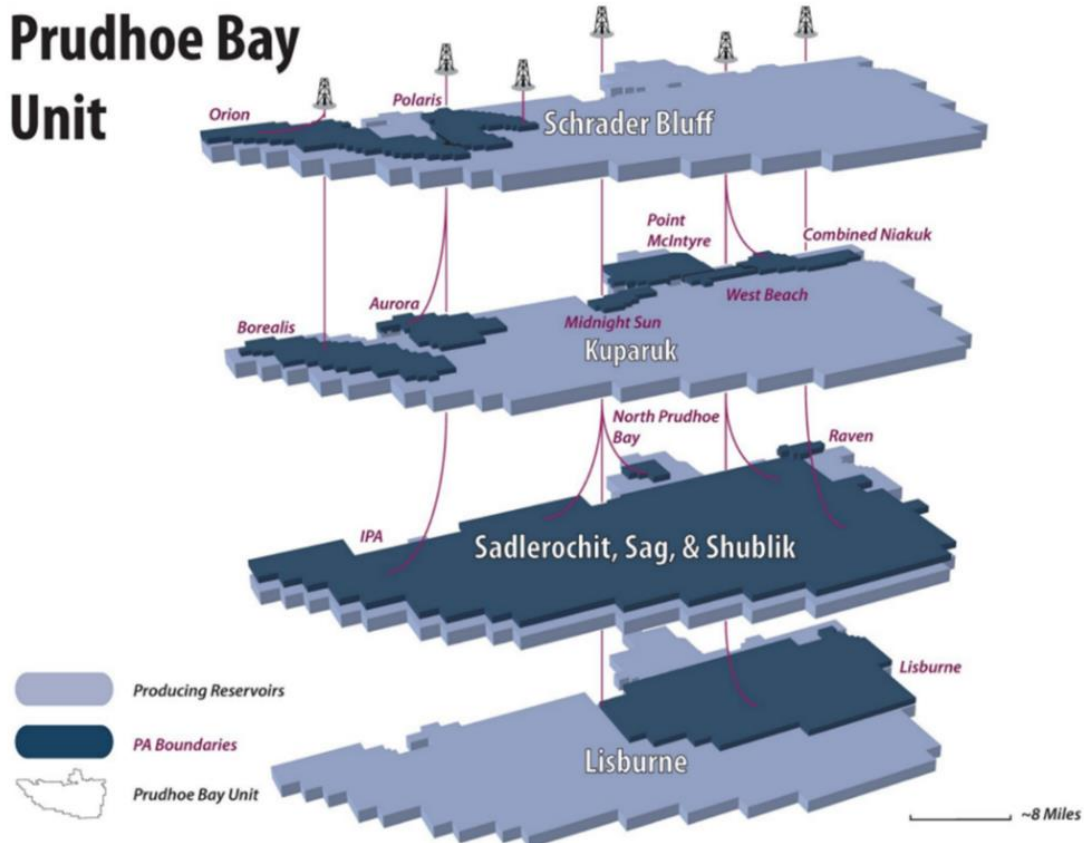 Prudhoe Bay
Unit
Orion
Polaris
Schrader Bluff
Point
McIntyre
Combined Niakuk
Aurora
West Beach
Borealis
Midnight Sun
Kuparuk
North Prudhoe
Bay
Raven
IPA
Sadlerochit, Sag, & Shublik
Lisburne
Lisburne
Producing Reservoirs
PA Boundaries
Prudhoe Bay Unit
~8 Miles